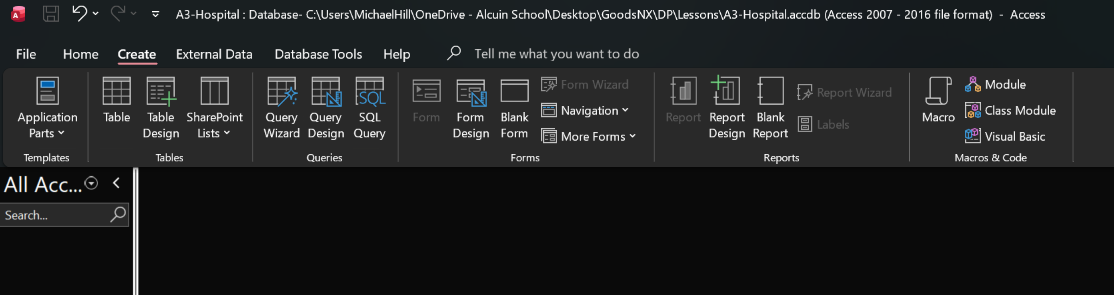 A3-Hospital : Database- C:\Users\MichaelHill\OneDrive - Alcuin School\Desktop\GoodsNX\DP\Lessons\A3-Hospital.accdb (Access 2007 - 2016 file format) - Access
File Home Create External Data Database Tools Help Tell me what you want to do
Application Parts
Table
Table Design
SharePoint Lists
Query Wizard
Query Design
SQL Query
Form
Form Design
Blank Form
Form Wizard
Navigation
More Forms
Report
Report Design
Blank Report
Report Wizard
Labels
Macro
Module
Class Module
Visual Basic
Templates Tables Queries Forms Reports Macros & Code
All Acc...
Search...